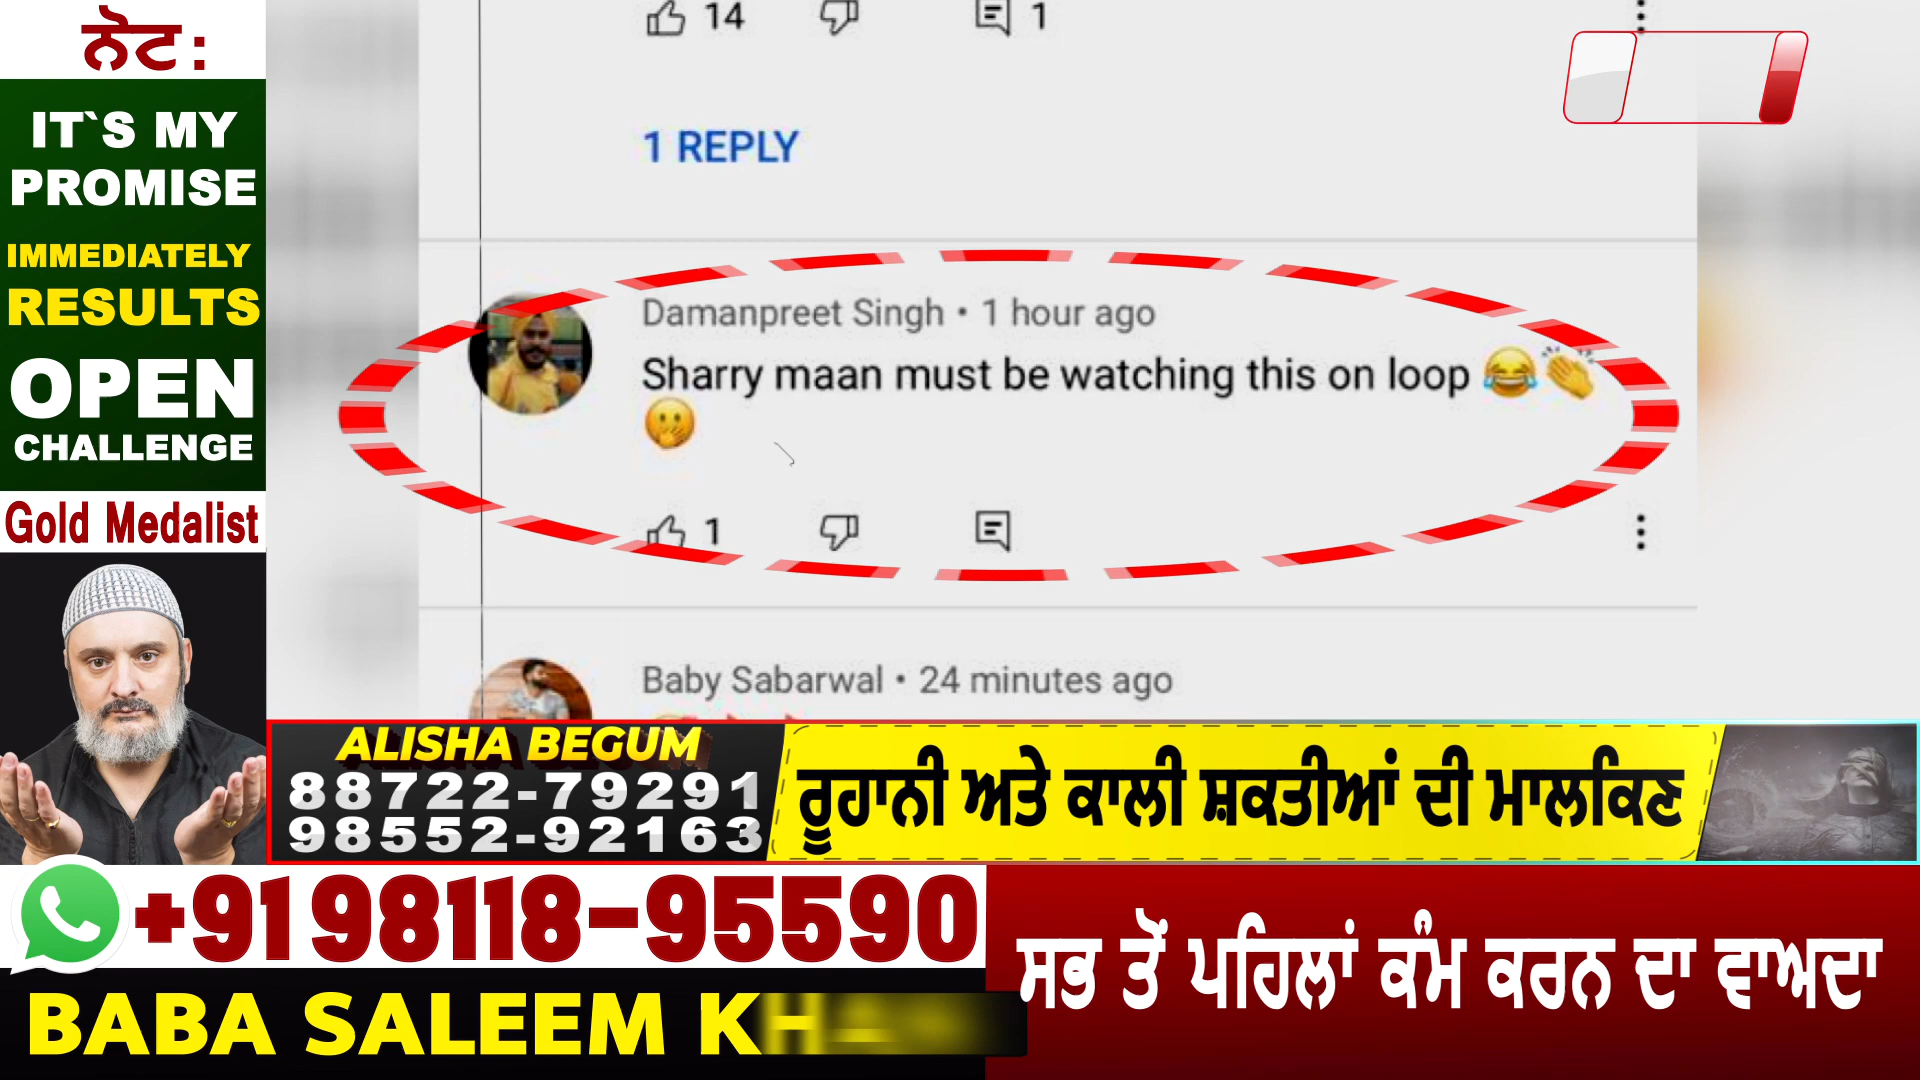 ਨੋਟ:
IT`S MY
PROMISE
IMMEDIATELY
RESULTS
OPEN
CHALLENGE
Gold Medalist
14
1
1 REPLY
Damanpreet Singh • 1 hour ago
Sharry maan must be watching this on loop 😂👏
🤭
1
Baby Sabarwal • 24 minutes ago
ALISHA BEGUM
88722-79291
98552-92163
ਰੂਹਾਨੀ ਅਤੇ ਕਾਲੀ ਸ਼ਕਤੀਆਂ ਦੀ ਮਾਲਕਿਣ
+91 98118-95590
BABA SALEEM
ਸਭ ਤੋਂ ਪਹਿਲਾਂ ਕੰਮ ਕਰਨ ਦਾ ਵਾਅਦਾ